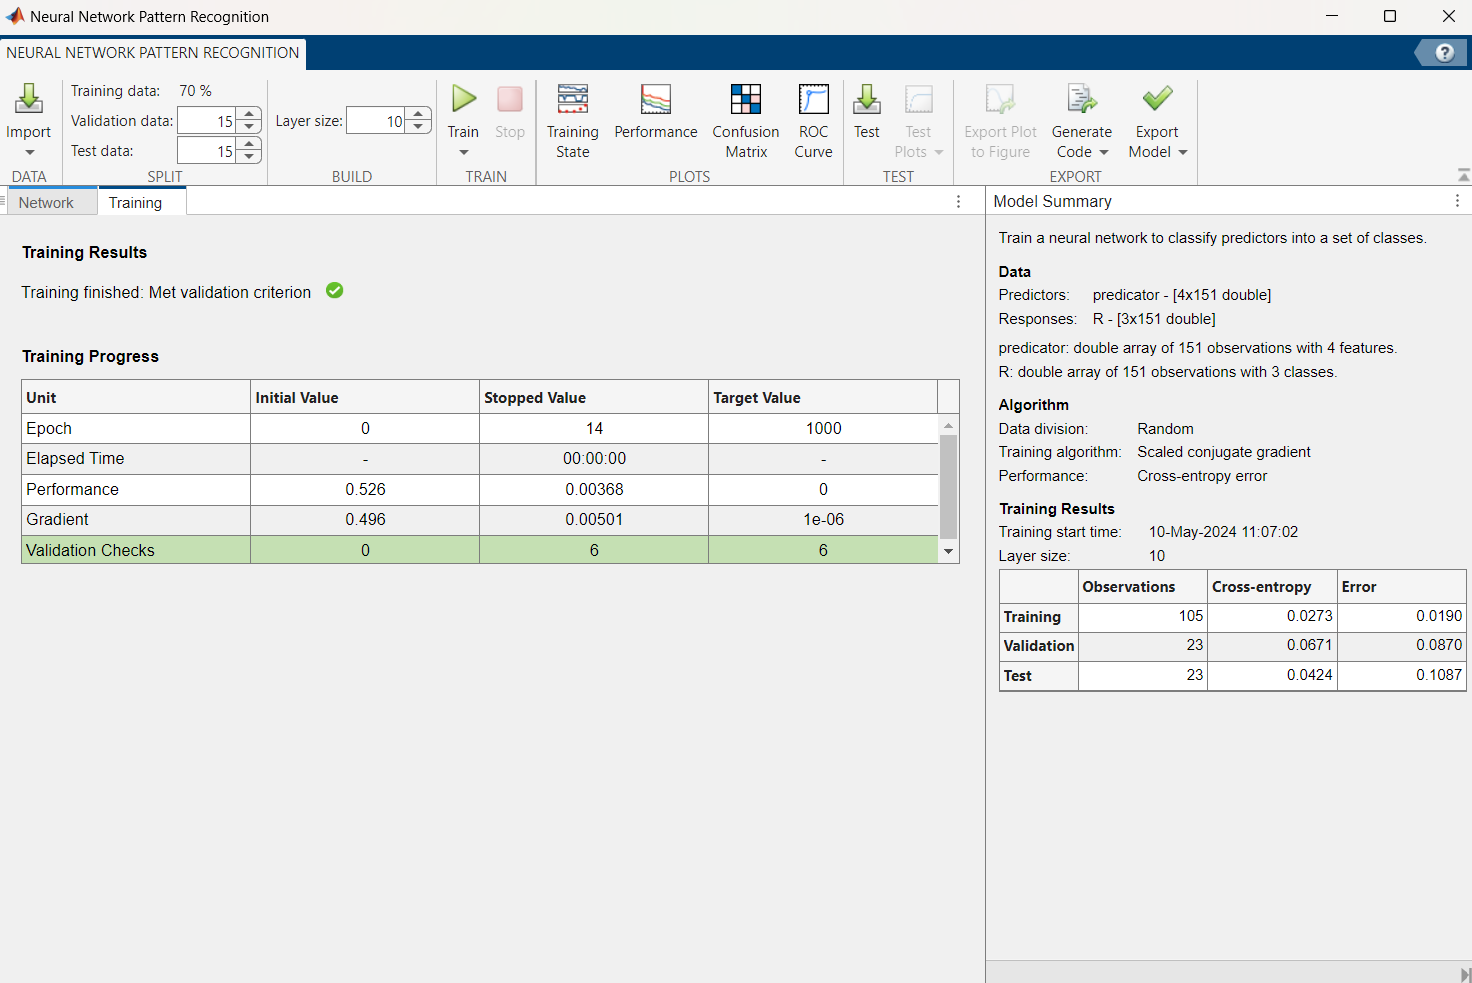 Neural Network Pattern Recognition
NEURAL NETWORK PATTERN RECOGNITION
?
Import
DATA
Training data: 70 %
Validation data: 15
Test data: 15
SPLIT
Layer size: 10
BUILD
Train
Stop
TRAIN
Training
State
Performance
Confusion
Matrix
ROC
Curve
PLOTS
Test
Test
Plots
TEST
Export Plot
to Figure
Generate
Code
Export
Model
EXPORT
Network
Training
Training Results
Training finished: Met validation criterion
Training Progress
Unit Initial Value Stopped Value Target Value
Epoch 0 14 1000
Elapsed Time - 00:00:00 -
Performance 0.526 0.00368 0
Gradient 0.496 0.00501 1e-06
Validation Checks 0 6 6
Model Summary
Train a neural network to classify predictors into a set of classes.
Data
Predictors: predicator - [4x151 double]
Responses: R - [3x151 double]
predicator: double array of 151 observations with 4 features.
R: double array of 151 observations with 3 classes.
Algorithm
Data division: Random
Training algorithm: Scaled conjugate gradient
Performance: Cross-entropy error
Training Results
Training start time: 10-May-2024 11:07:02
Layer size: 10
Observations Cross-entropy Error
Training 105 0.0273 0.0190
Validation 23 0.0671 0.0870
Test 23 0.0424 0.1087